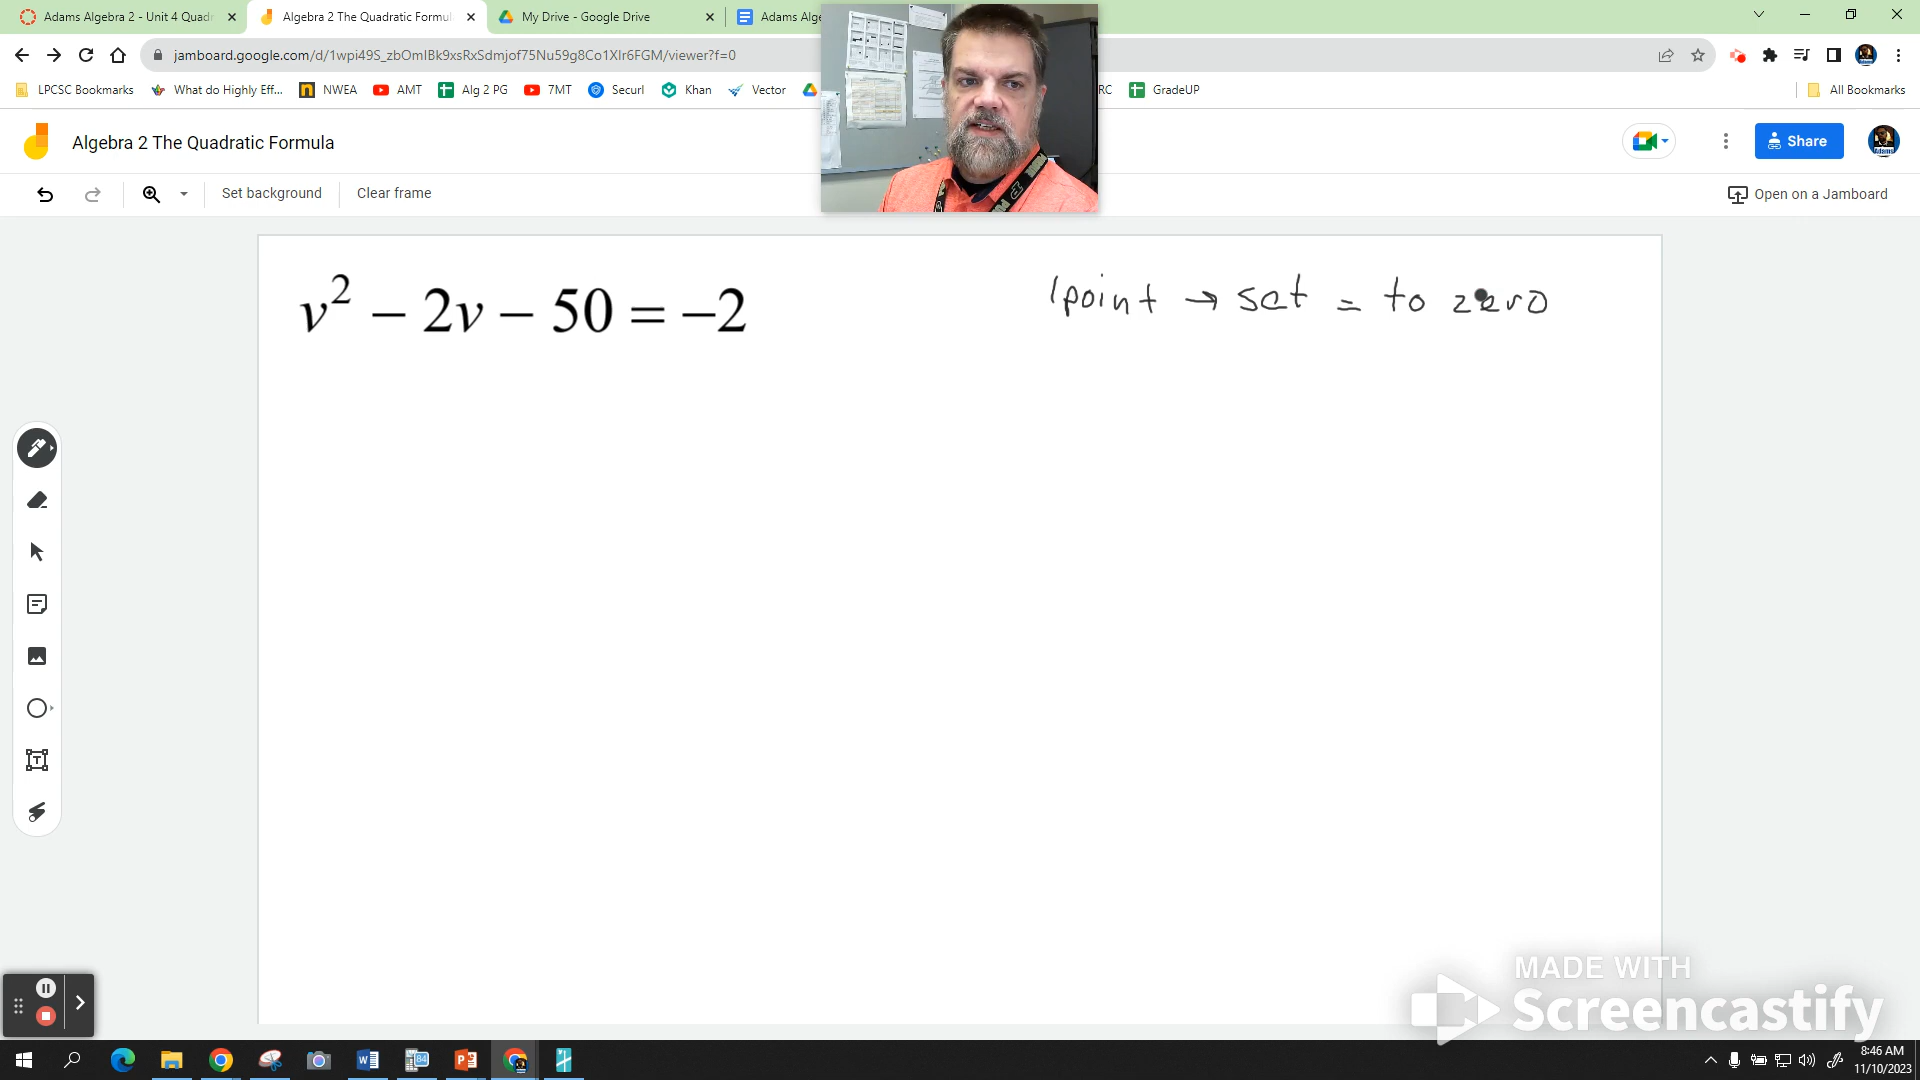 Adams Algebra 2 - Unit 4 Quadr
Algebra 2 The Quadratic Formul
My Drive - Google Drive
Adams Alge
jamboard.google.com/d/1wpi49S_zbOmIBk9xsRxSdmjof75Nu59g8Co1XIr6FGM/viewer?f=0
LPCSC Bookmarks
What do Highly Eff...
NWEA
AMT
Alg 2 PG
7MT
Securl
Khan
Vector
RC
GradeUP
All Bookmarks
Algebra 2 The Quadratic Formula
Share
Set background
Clear frame
Open on a Jamboard
v² − 2v − 50 = −2
1point → set = to zero
MADE WITH
Screencastify
8:46 AM
11/10/2023